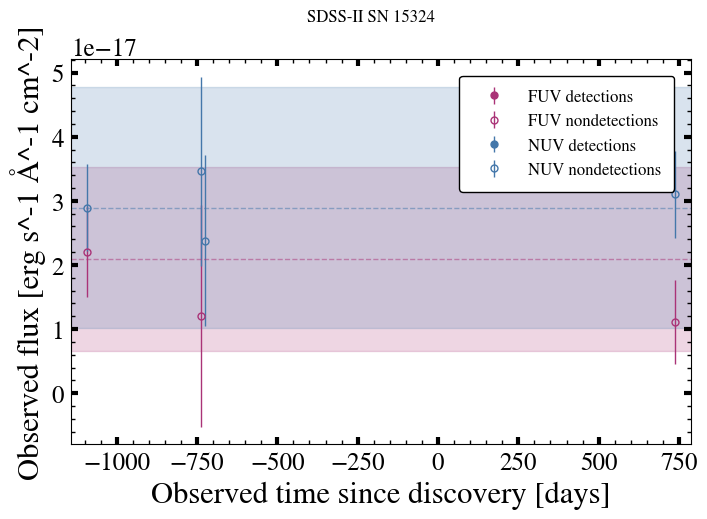 SDSS-II SN 15324
1e−17
Observed flux [erg s^-1 Å^-1 cm^-2]
5
4
3
2
1
0
FUV detections
FUV nondetections
NUV detections
NUV nondetections
−1000 −750 −500 −250 0 250 500 750
Observed time since discovery [days]